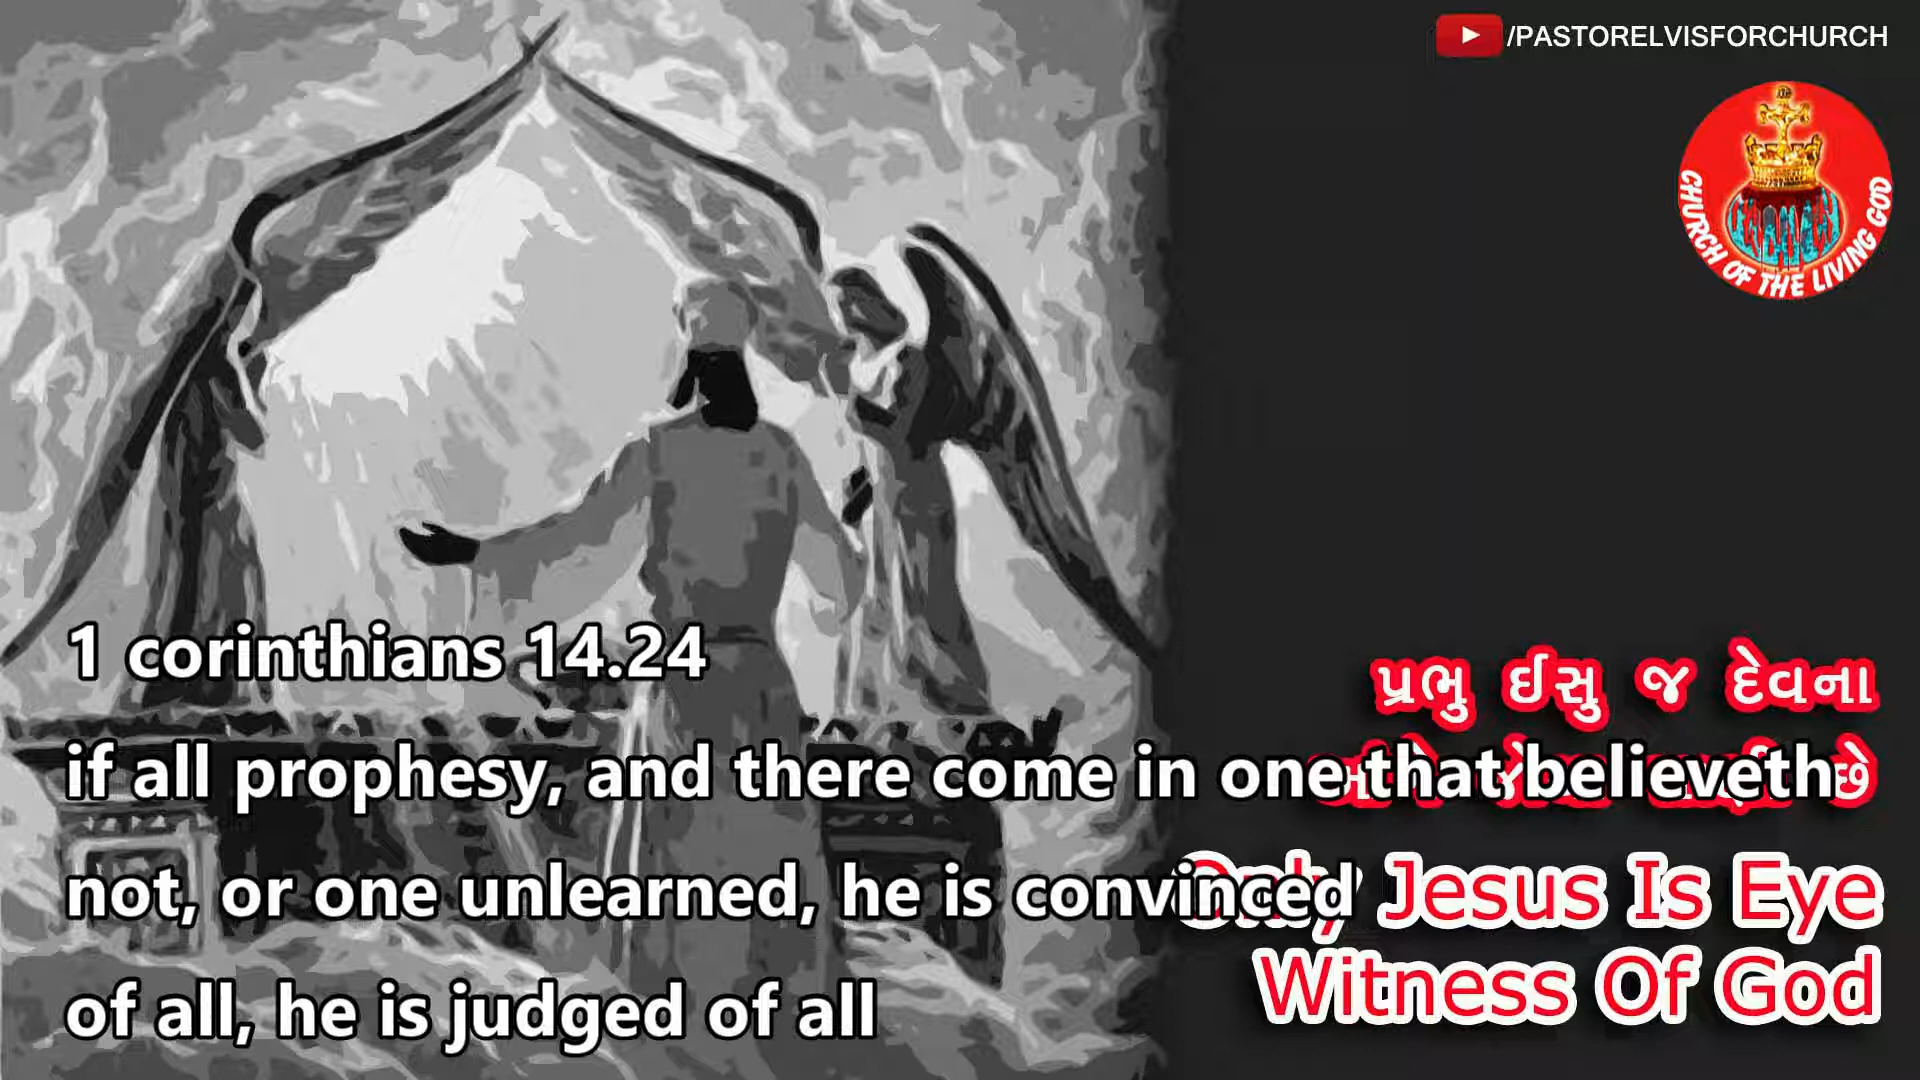 /PASTORELVISFORCHURCH
CHURCH OF THE LIVING GOD
1 corinthians 14.24
if all prophesy, and there come in one that believeth
not, or one unlearned, he is convinced
of all, he is judged of all
પ્રભુ ઈસુ જ દેવના
છે
Only Jesus Is Eye
Witness Of God